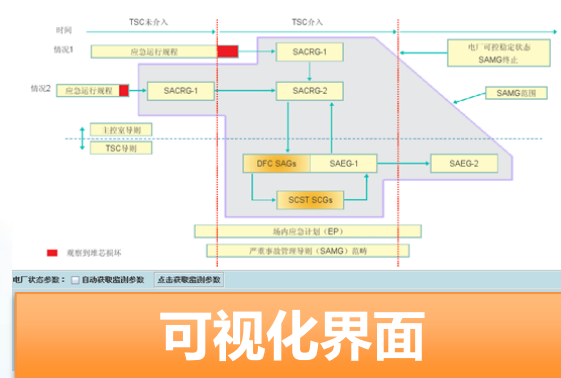 TSC未介入
TSC介入
时间
情况1
应急运行规程
SACRG-1
电厂可控稳定状态
SAMG终止
情况2
应急运行规程
SACRG-1
SACRG-2
SAMG范围
主控室导则
TSC导则
DFC SAGs
SAEG-1
SAEG-2
SCST SCGs
场内应急计划（EP）
严重事故管理导则（SAMG）范畴
观察到堆芯损坏
电厂状态参数：
自动获取监测参数
点击获取监测参数
可视化界面